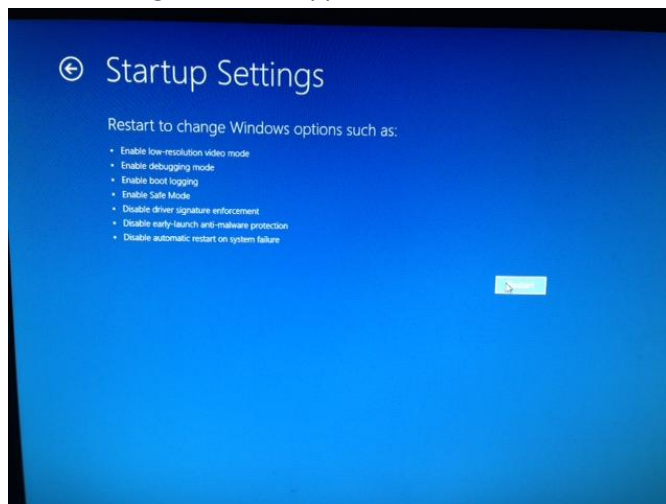 Startup Settings
Restart to change Windows options such as:
• Enable low-resolution video mode
• Enable debugging mode
• Enable boot logging
• Enable Safe Mode
• Disable driver signature enforcement
• Disable early-launch anti-malware protection
• Disable automatic restart on system failure